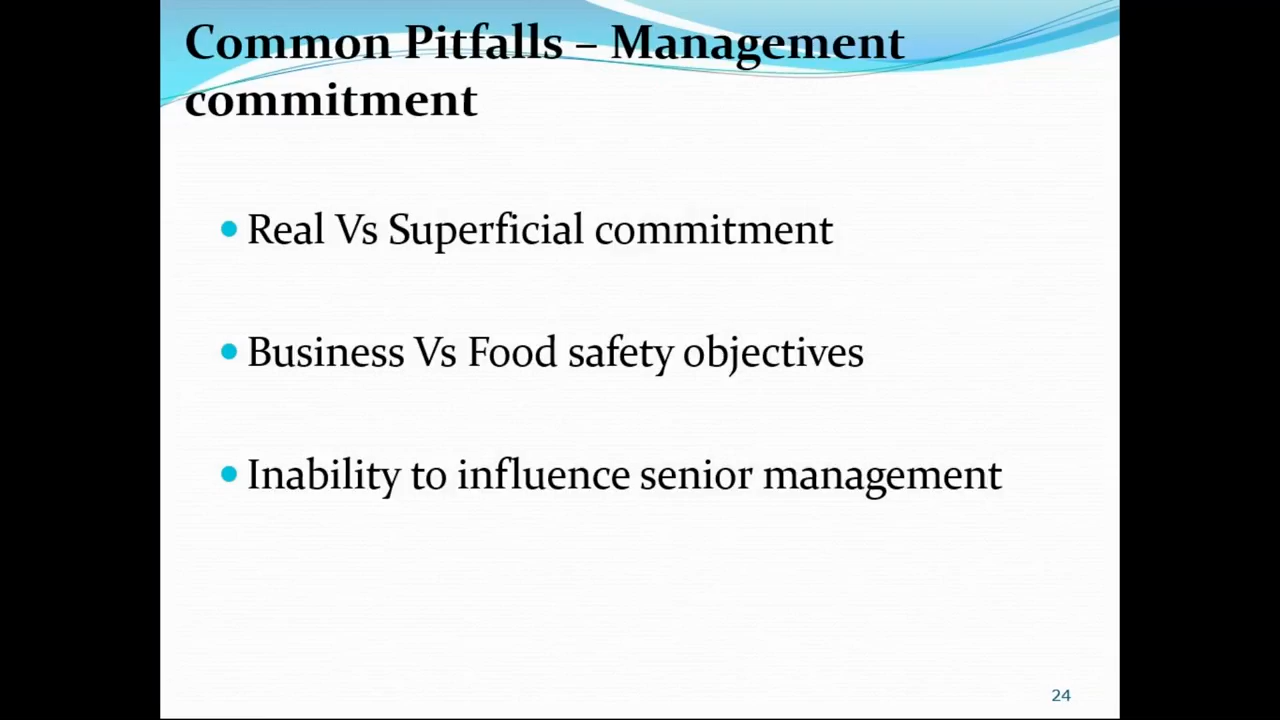 Common Pitfalls – Management
commitment
Real Vs Superficial commitment
Business Vs Food safety objectives
Inability to influence senior management
24